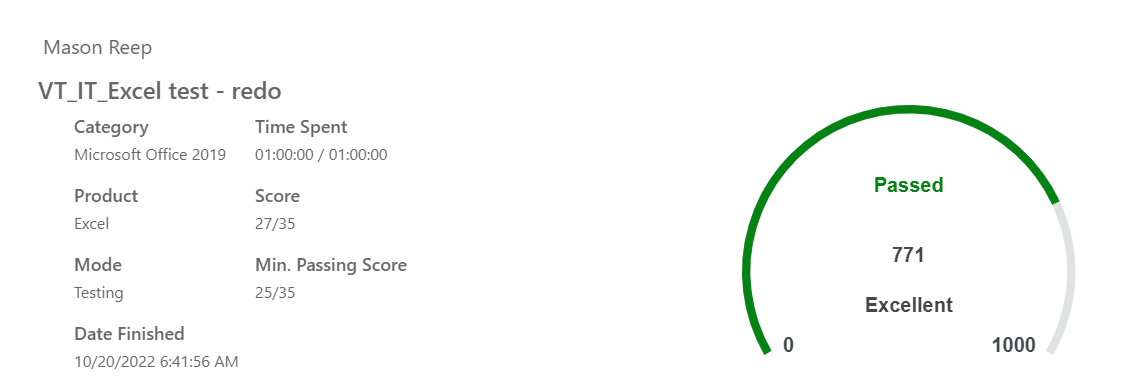 Mason Reep
VT_IT_Excel test - redo
Category
Time Spent
Microsoft Office 2019
01:00:00 / 01:00:00
Product
Score
Excel
27/35
Mode
Min. Passing Score
Testing
25/35
Date Finished
10/20/2022 6:41:56 AM
Passed
771
Excellent
0
1000